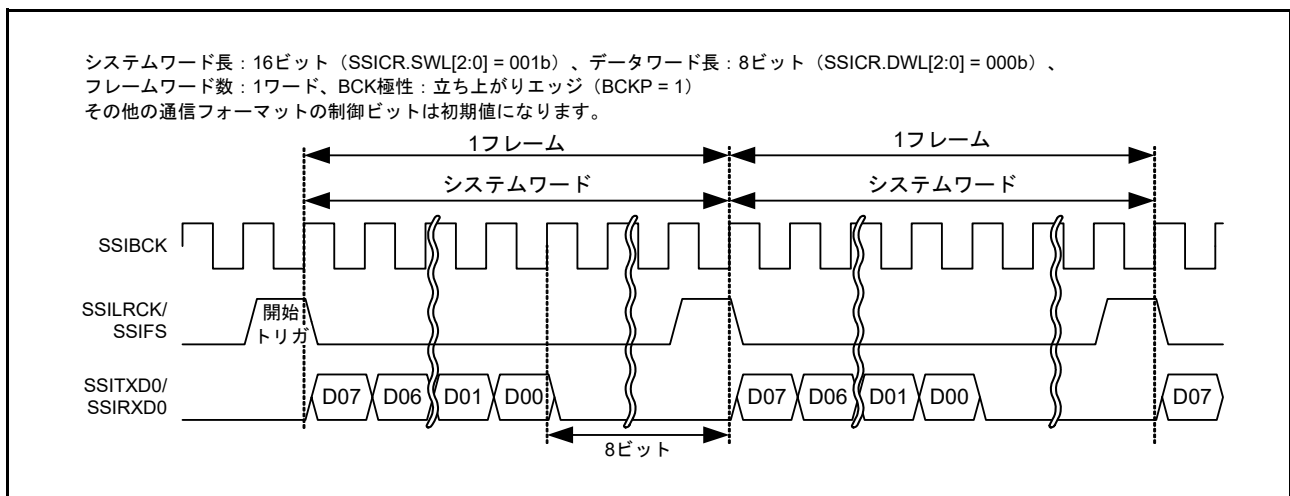 システムワード長：16ビット（SSICR.SWL[2:0] = 001b）、データワード長：8ビット（SSICR.DWL[2:0] = 000b）、
フレームワード数：1ワード、BCK極性：立ち上がりエッジ（BCKP = 1）
その他の通信フォーマットの制御ビットは初期値になります。
1フレーム 1フレーム
システムワード システムワード
SSIBCK
SSILRCK/
SSIFS
開始
トリガ
SSITXD0/
SSIRXD0
D07 D06 D01 D00 D07 D06 D01 D00 D07
8ビット